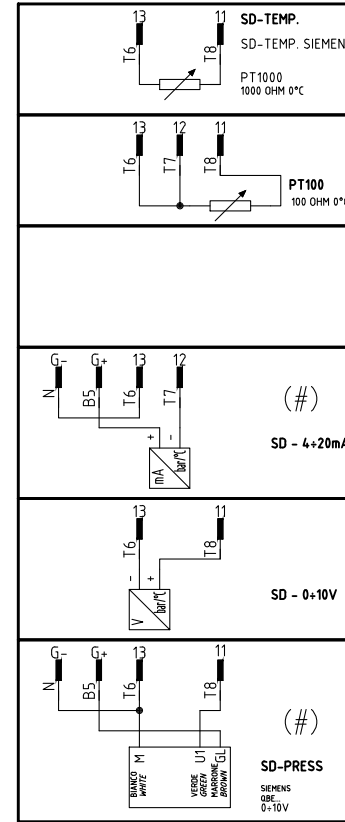 13 11 SD-TEMP.
SD-TEMP. SIEMEN
T6 T8
PT1000
1000 OHM 0°C
13 12 11
T6 T7 T8
PT100
100 OHM 0°C
G- G+ 13 12
N B5 T6 T7
(#)
+ -
mA bar/°C
SD - 4÷20mA
13 11
T6 T8
- +
V bar/°C
SD - 0÷10V
G- G+ 13 11
N B5 T6 T8
(#)
M U1 GL
BIANCO VERDE MARRONE
WHITE GREEN BROWN
SD-PRESS
SIEMENS
QBE...
0÷10V